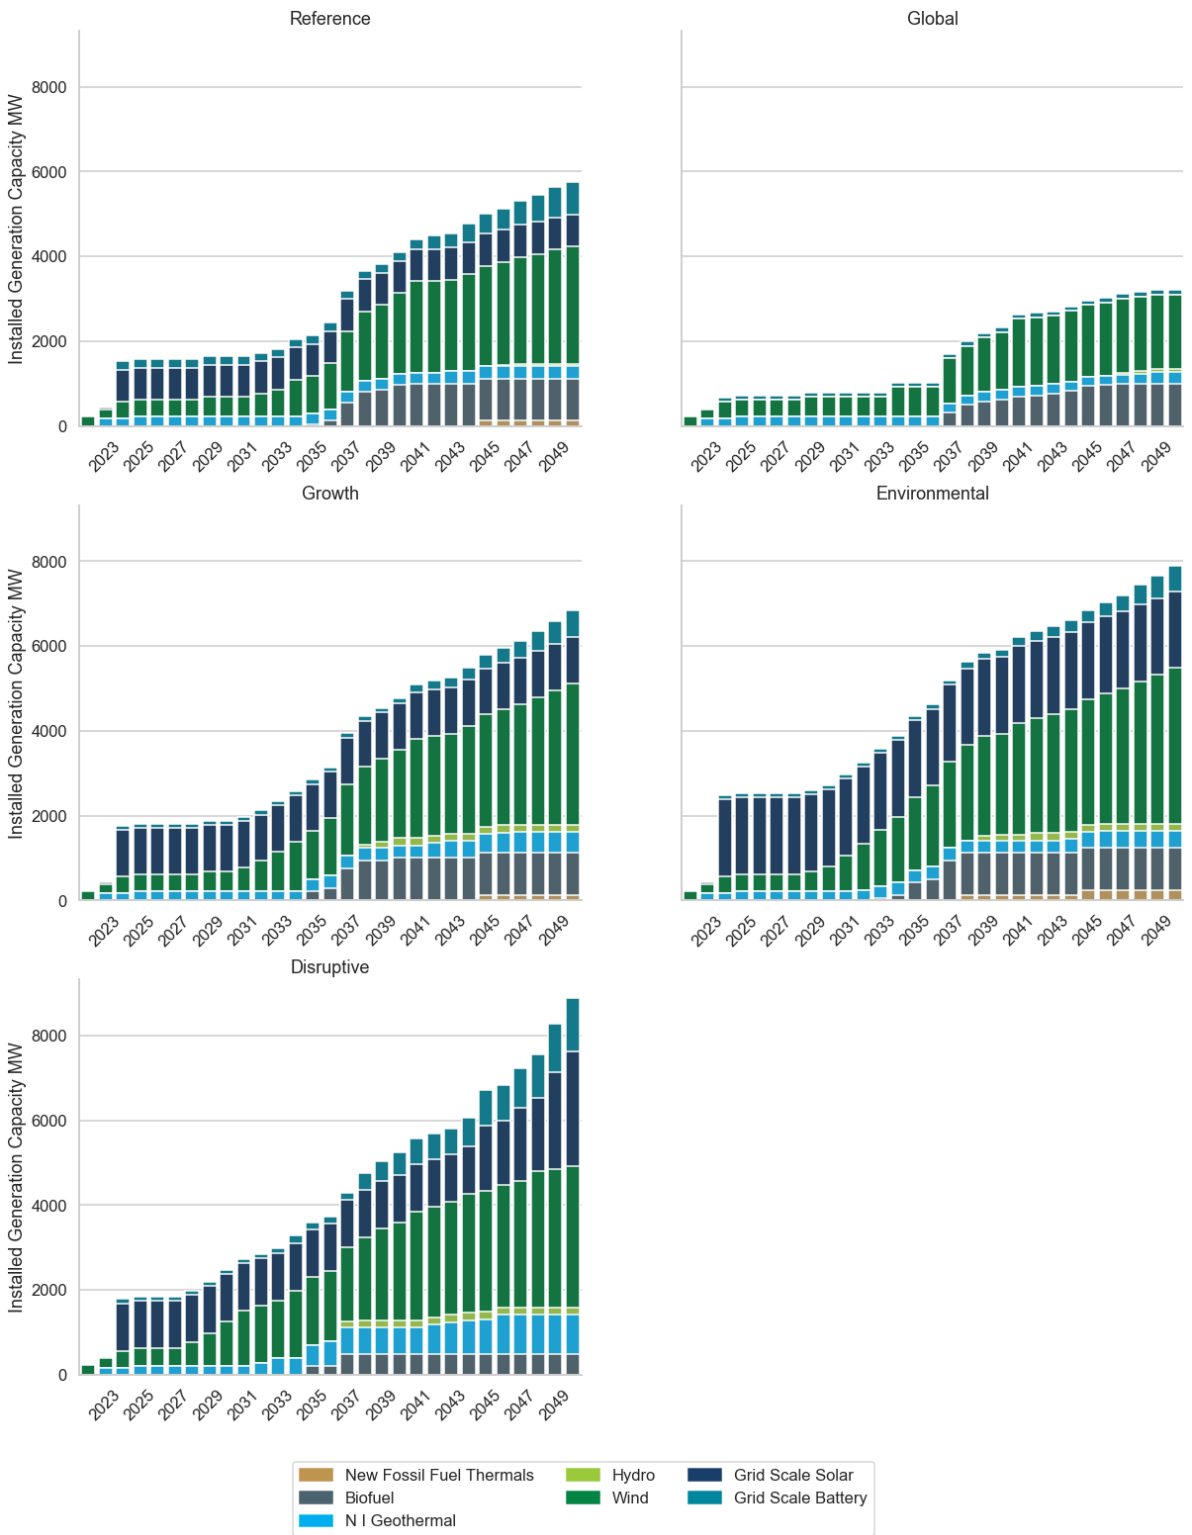 Reference
Global
Installed Generation Capacity MW
8000
6000
4000
2000
0
2023 2025 2027 2029 2031 2033 2035 2037 2039 2041 2043 2045 2047 2049
2023 2025 2027 2029 2031 2033 2035 2037 2039 2041 2043 2045 2047 2049
Growth
Environmental
Installed Generation Capacity MW
8000
6000
4000
2000
0
2023 2025 2027 2029 2031 2033 2035 2037 2039 2041 2043 2045 2047 2049
2023 2025 2027 2029 2031 2033 2035 2037 2039 2041 2043 2045 2047 2049
Disruptive
Installed Generation Capacity MW
8000
6000
4000
2000
0
2023 2025 2027 2029 2031 2033 2035 2037 2039 2041 2043 2045 2047 2049
New Fossil Fuel Thermals
Biofuel
N I Geothermal
Hydro
Wind
Grid Scale Solar
Grid Scale Battery